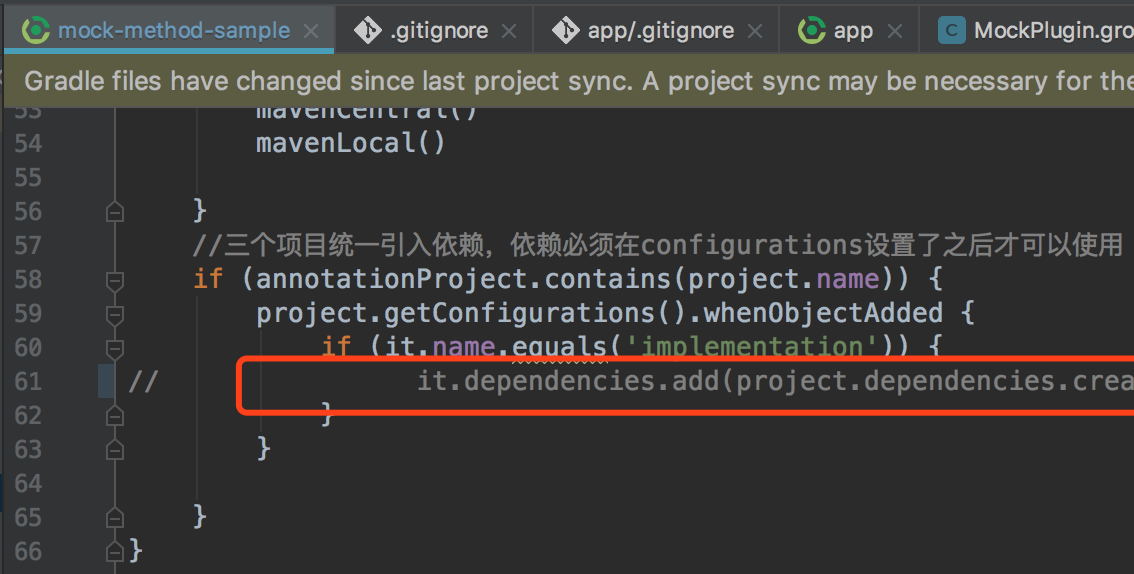 mock-method-sample × .gitignore × app/.gitignore × app × C MockPlugin.gro
Gradle files have changed since last project sync. A project sync may be necessary for the
53 mavenCentral()
54 mavenLocal()
55
56 }
57 //三个项目统一引入依赖，依赖必须在configurations设置了之后才可以使用
58 if (annotationProject.contains(project.name)) {
59 project.getConfigurations().whenObjectAdded {
60 if (it.name.equals('implementation')) {
61 // it.dependencies.add(project.dependencies.crea
62 }
63 }
64
65 }
66 }